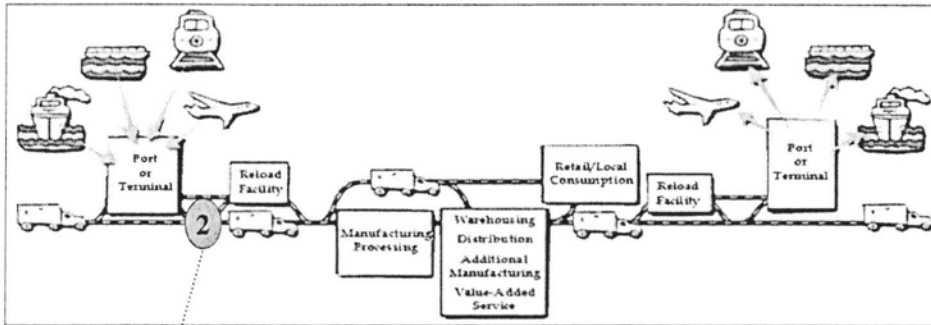 Port
or
Terminal
Reload
Facility
2
Manufacturing
Processing
Warehousing
Distribution
Additional
Manufacturing
Value-Added
Service
Retail/Local
Consumption
Reload
Facility
Port
or
Terminal